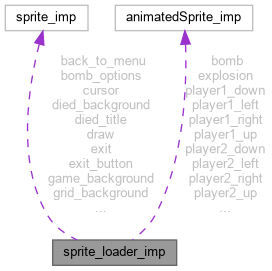 sprite_imp
animatedSprite_imp
back_to_menu
bomb_options
cursor
died_background
died_title
draw
exit
exit_button
game_background
grid_background
...
bomb
explosion
player1_down
player1_left
player1_right
player1_up
player2_down
player2_left
player2_right
player2_up
...
sprite_loader_imp